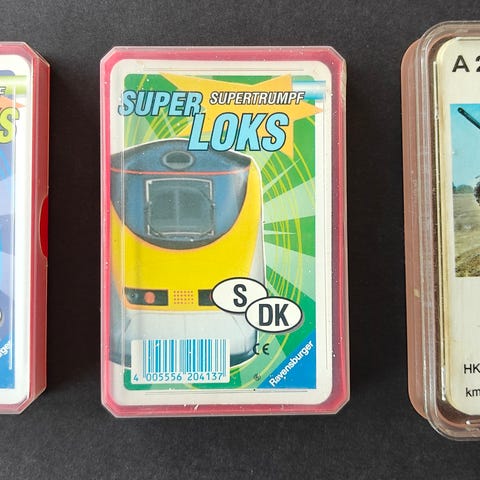 SUPERTRUMPF
SUPER
LOKS
S
DK
CE
4 005556 204137
Ravensburger
A 2
HK
km